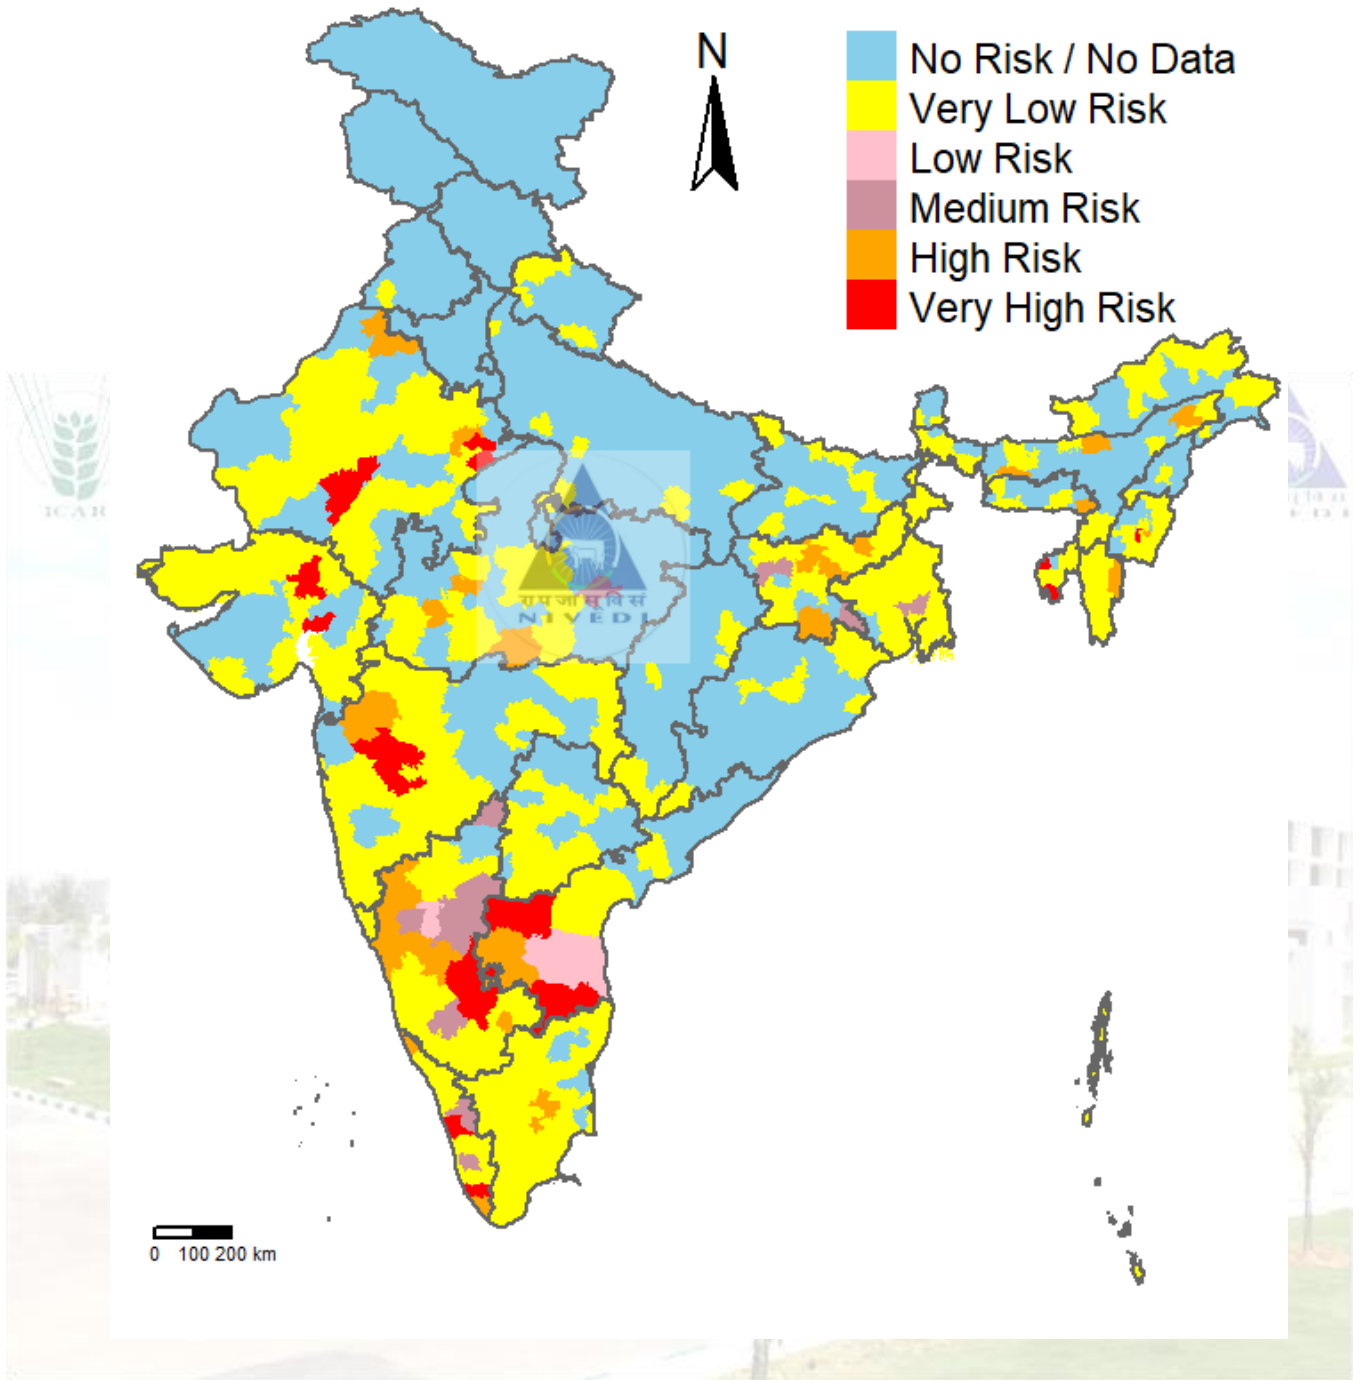 N
No Risk / No Data
Very Low Risk
Low Risk
Medium Risk
High Risk
Very High Risk
ICAR
NIVEDI
0 100 200 km